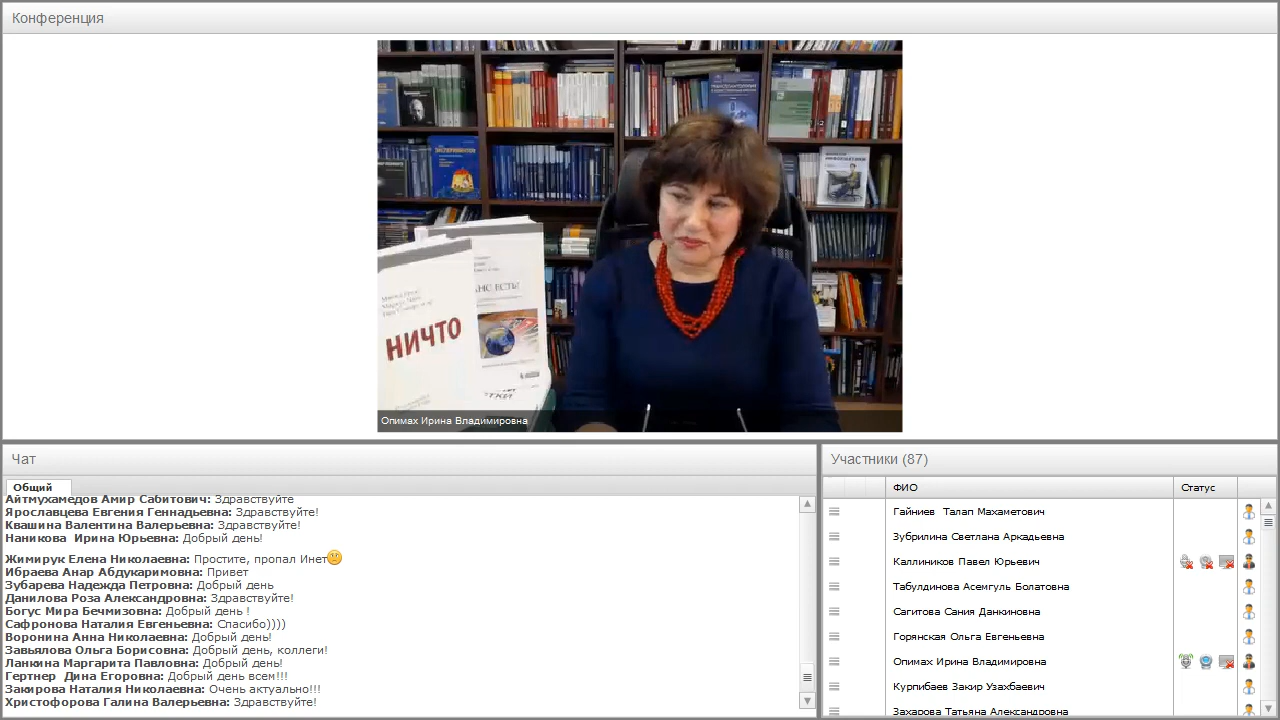 Конференция
НИЧТО
Опимах Ирина Владимировна
Чат
Общий
Айтмухамедов Амир Сабитович: Здравствуйте
Ярославцева Евгения Геннадьевна: Здравствуйте!
Квашина Валентина Валерьевна: Здравствуйте!
Наникова Ирина Юрьевна: Добрый день!
Жимирук Елена Николаевна: Простите, пропал Инет
Ибраева Анар Абдукаримовна: Привет
Зубарева Надежда Петровна: Добрый день
Данилова Роза Александровна: Здравствуйте!
Богус Мира Бечмизовна: Добрый день !
Сафронова Наталия Евгеньевна: Спасибо))))
Воронина Анна Николаевна: Добрый день!
Завьялова Ольга Борисовна: Добрый день, коллеги!
Ланкина Маргарита Павловна: Добрый день!
Гертнер Дина Егоровна: Добрый день всем!!!
Закирова Наталия Николаевна: Очень актуально!!!
Христофорова Галина Валерьевна: Здравствуйте!
Участники (87)
ФИО Статус
Гайниев Талап Махметович
Зубрилина Светлана Аркадьевна
Каллиников Павел Юрьевич
Табулдинова Асемгуль Болатовна
Сагитова Сания Данкиновна
Горянская Ольга Евгеньевна
Опимах Ирина Владимировна
Курпибаев Закир Узакбаевич
Захарова Татьяна Александровна